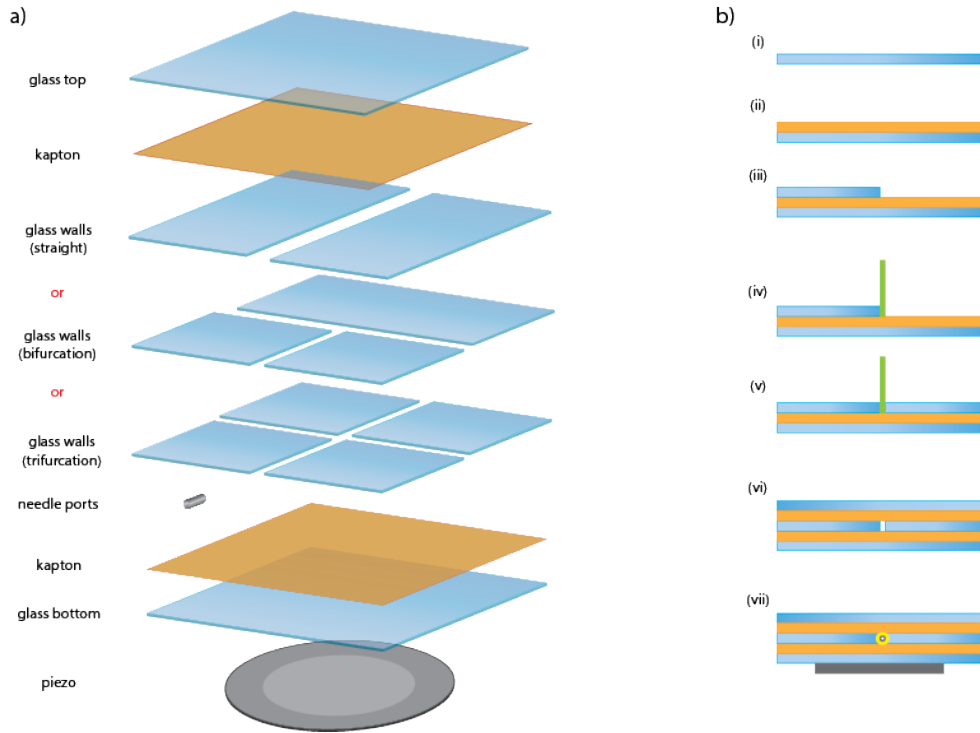 a)
glass top
kapton
glass walls
(straight)
or
glass walls
(bifurcation)
or
glass walls
(trifurcation)
needle ports
kapton
glass bottom
piezo
b)
(i)
(ii)
(iii)
(iv)
(v)
(vi)
(vii)